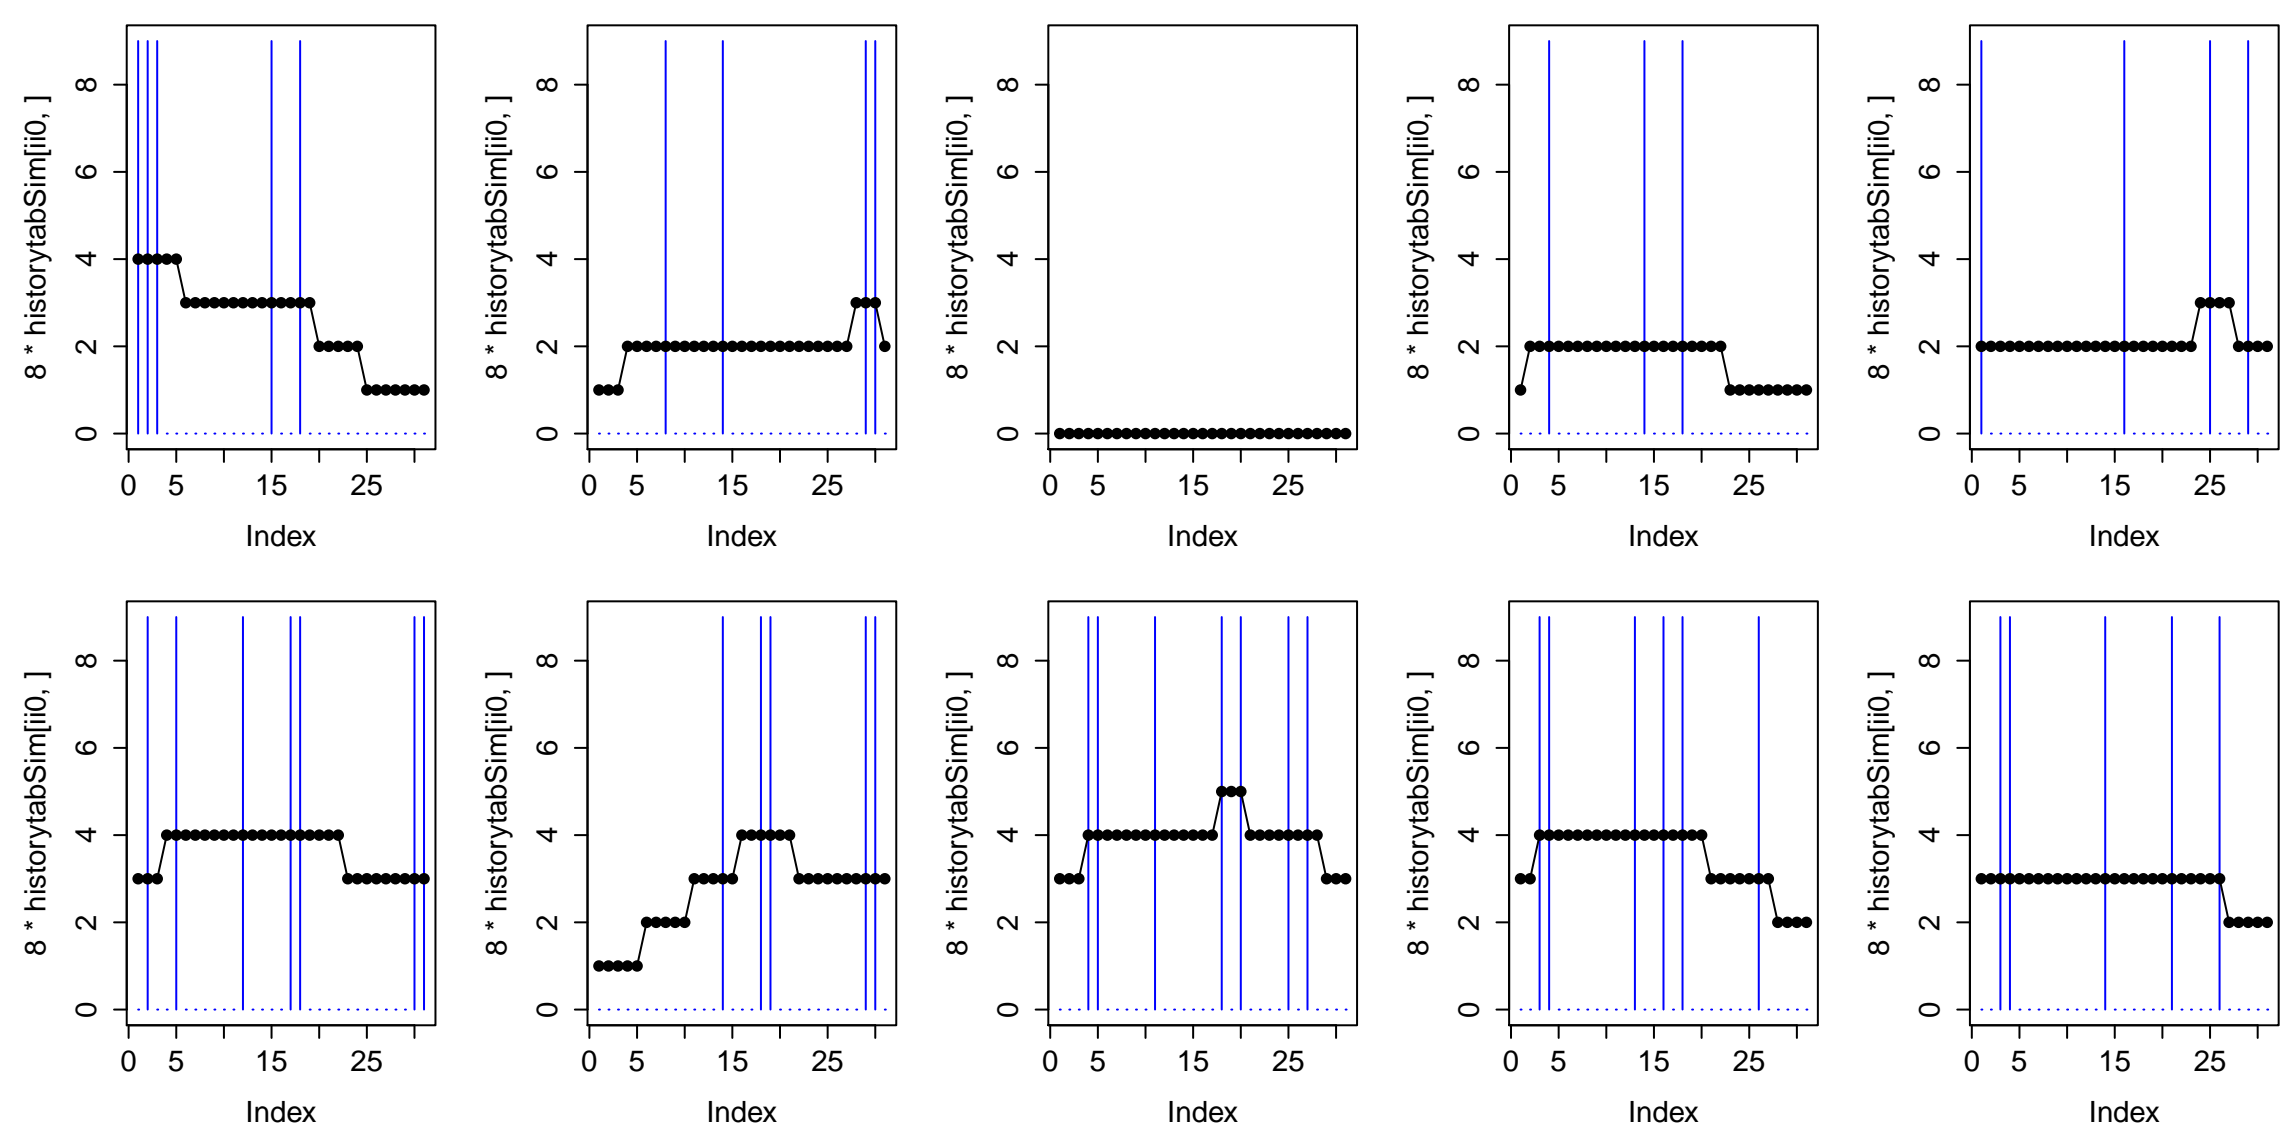 8 * historytabSim[ii0, ] 8 * historytabSim[ii0, ] 8 * historytabSim[ii0, ] 8 * historytabSim[ii0, ] 8 * historytabSim[ii0, ]
8 8 8 8 8
6 6 6 6 6
4 4 4 4 4
2 2 2 2 2
0 0 0 0 0
0 5 15 25 0 5 15 25 0 5 15 25 0 5 15 25 0 5 15 25
Index Index Index Index Index
8 * historytabSim[ii0, ] 8 * historytabSim[ii0, ] 8 * historytabSim[ii0, ] 8 * historytabSim[ii0, ] 8 * historytabSim[ii0, ]
8 8 8 8 8
6 6 6 6 6
4 4 4 4 4
2 2 2 2 2
0 0 0 0 0
0 5 15 25 0 5 15 25 0 5 15 25 0 5 15 25 0 5 15 25
Index Index Index Index Index